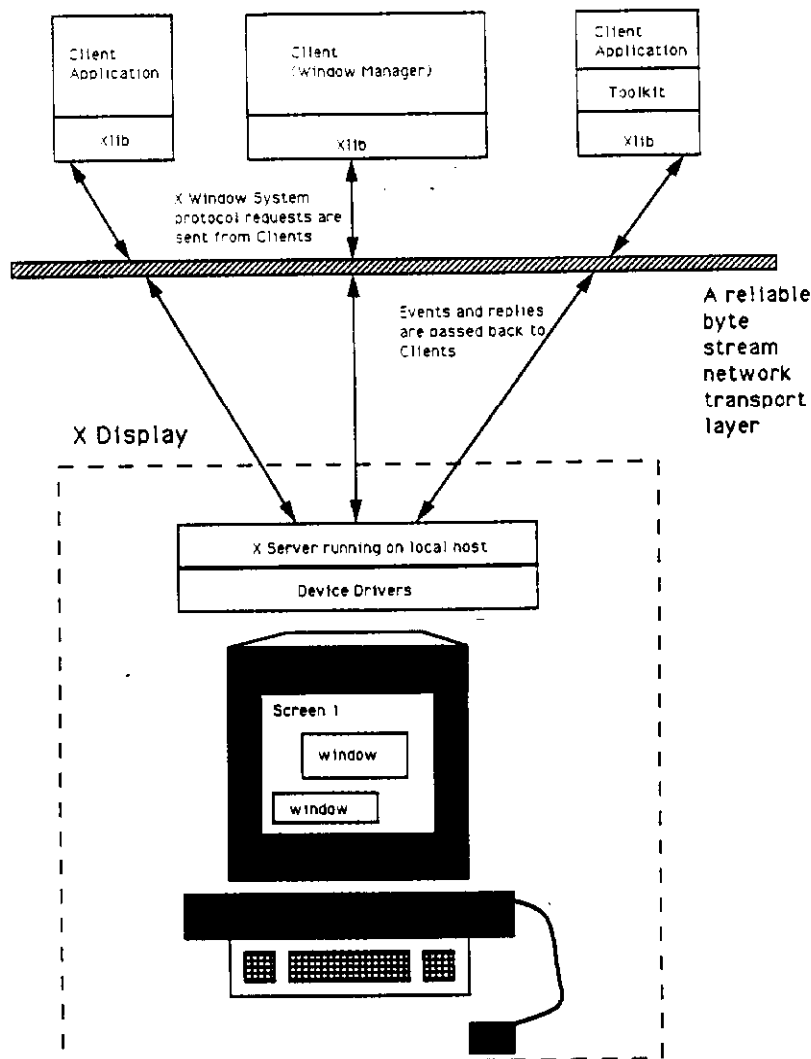 Client
Application
Xlib
Client
(Window Manager)
Xlib
Client
Application
Toolkit
Xlib
X Window System
protocol requests are
sent from Clients
Events and replies
are passed back to
Clients
A reliable
byte
stream
network
transport
layer
X Display
X Server running on local host
Device Drivers
Screen 1
window
window